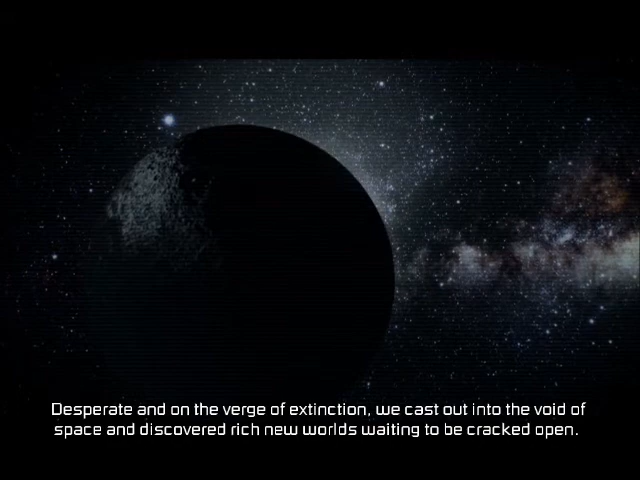 Desperate and on the verge of extinction, we cast out into the void of
space and discovered rich new worlds waiting to be cracked open.